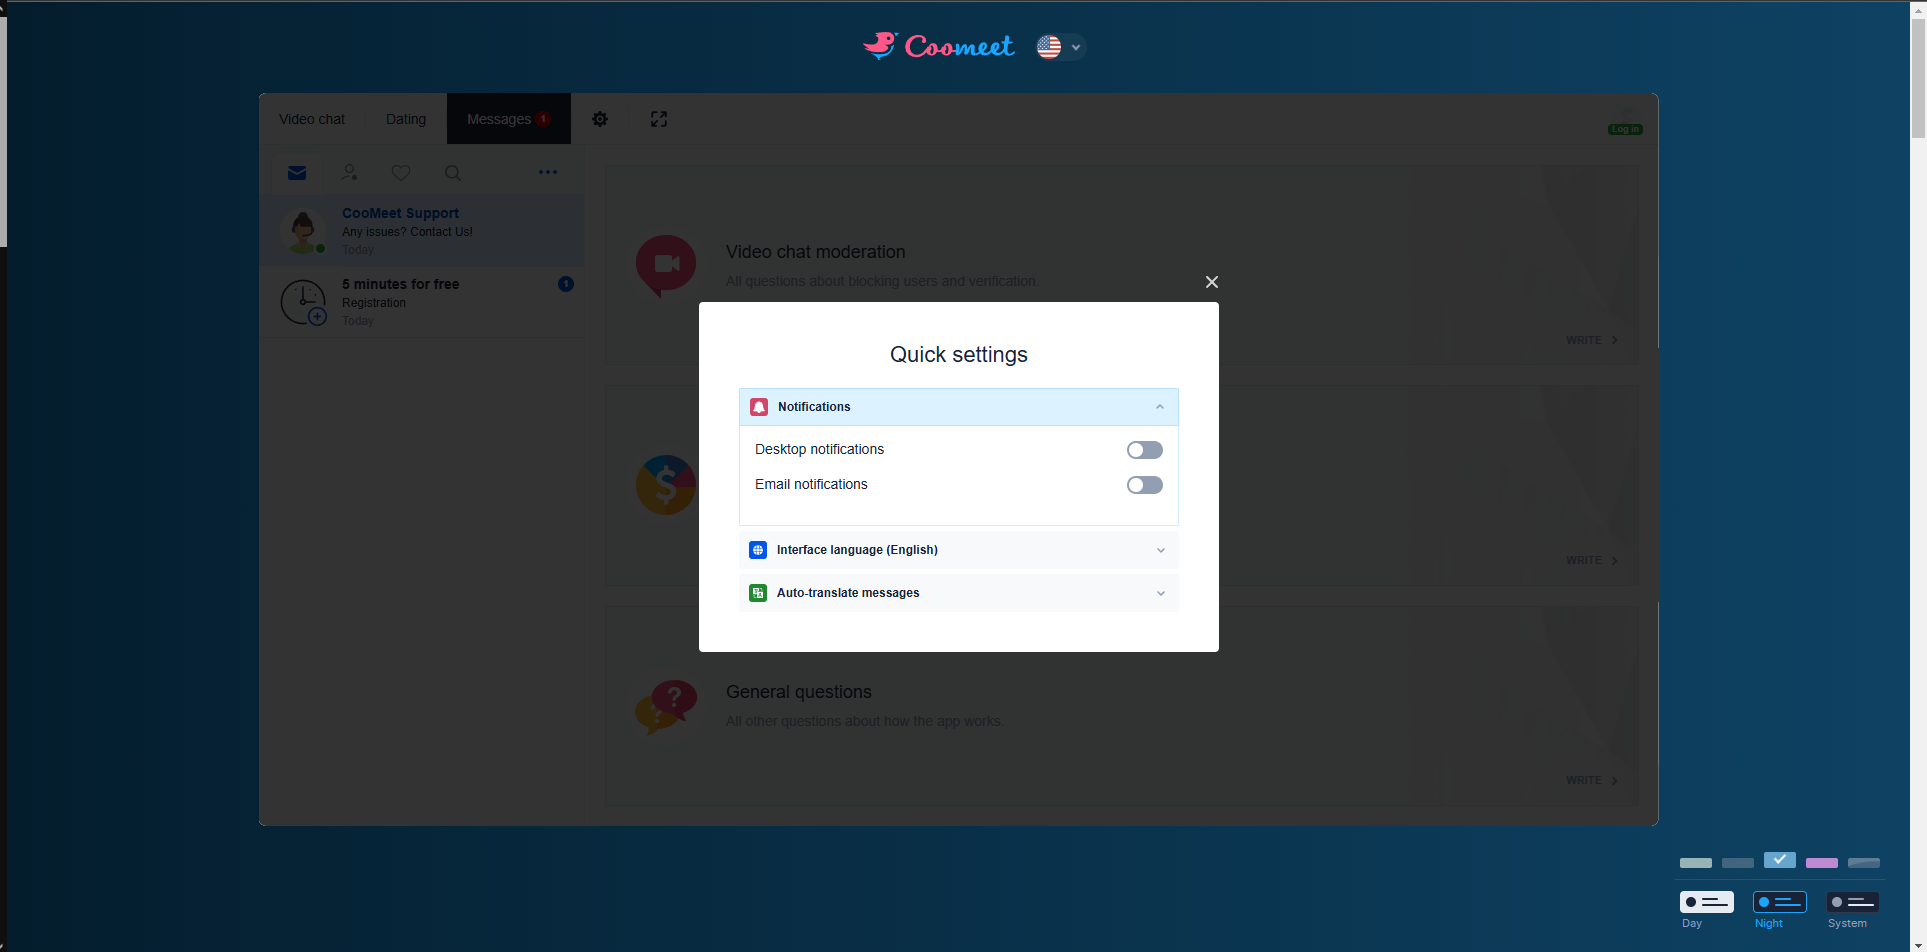 Coomeet
Video chat
Dating
Messages 1
Log in
CooMeet Support
Any issues? Contact Us!
Today
5 minutes for free
1
Registration
Today
Video chat moderation
All questions about blocking users and verification.
WRITE
Quick settings
Notifications
Desktop notifications
Email notifications
Interface language (English)
Auto-translate messages
WRITE
General questions
All other questions about how the app works.
WRITE
Day
Night
System